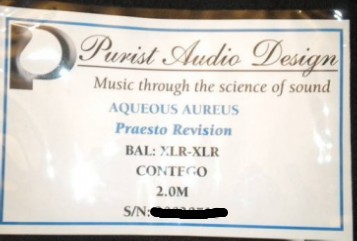 Purist Audio Design
Music through the science of sound
AQUEOUS AUREUS
Praesto Revision
BAL: XLR-XLR
CONTEGO
2.0M
S/N: